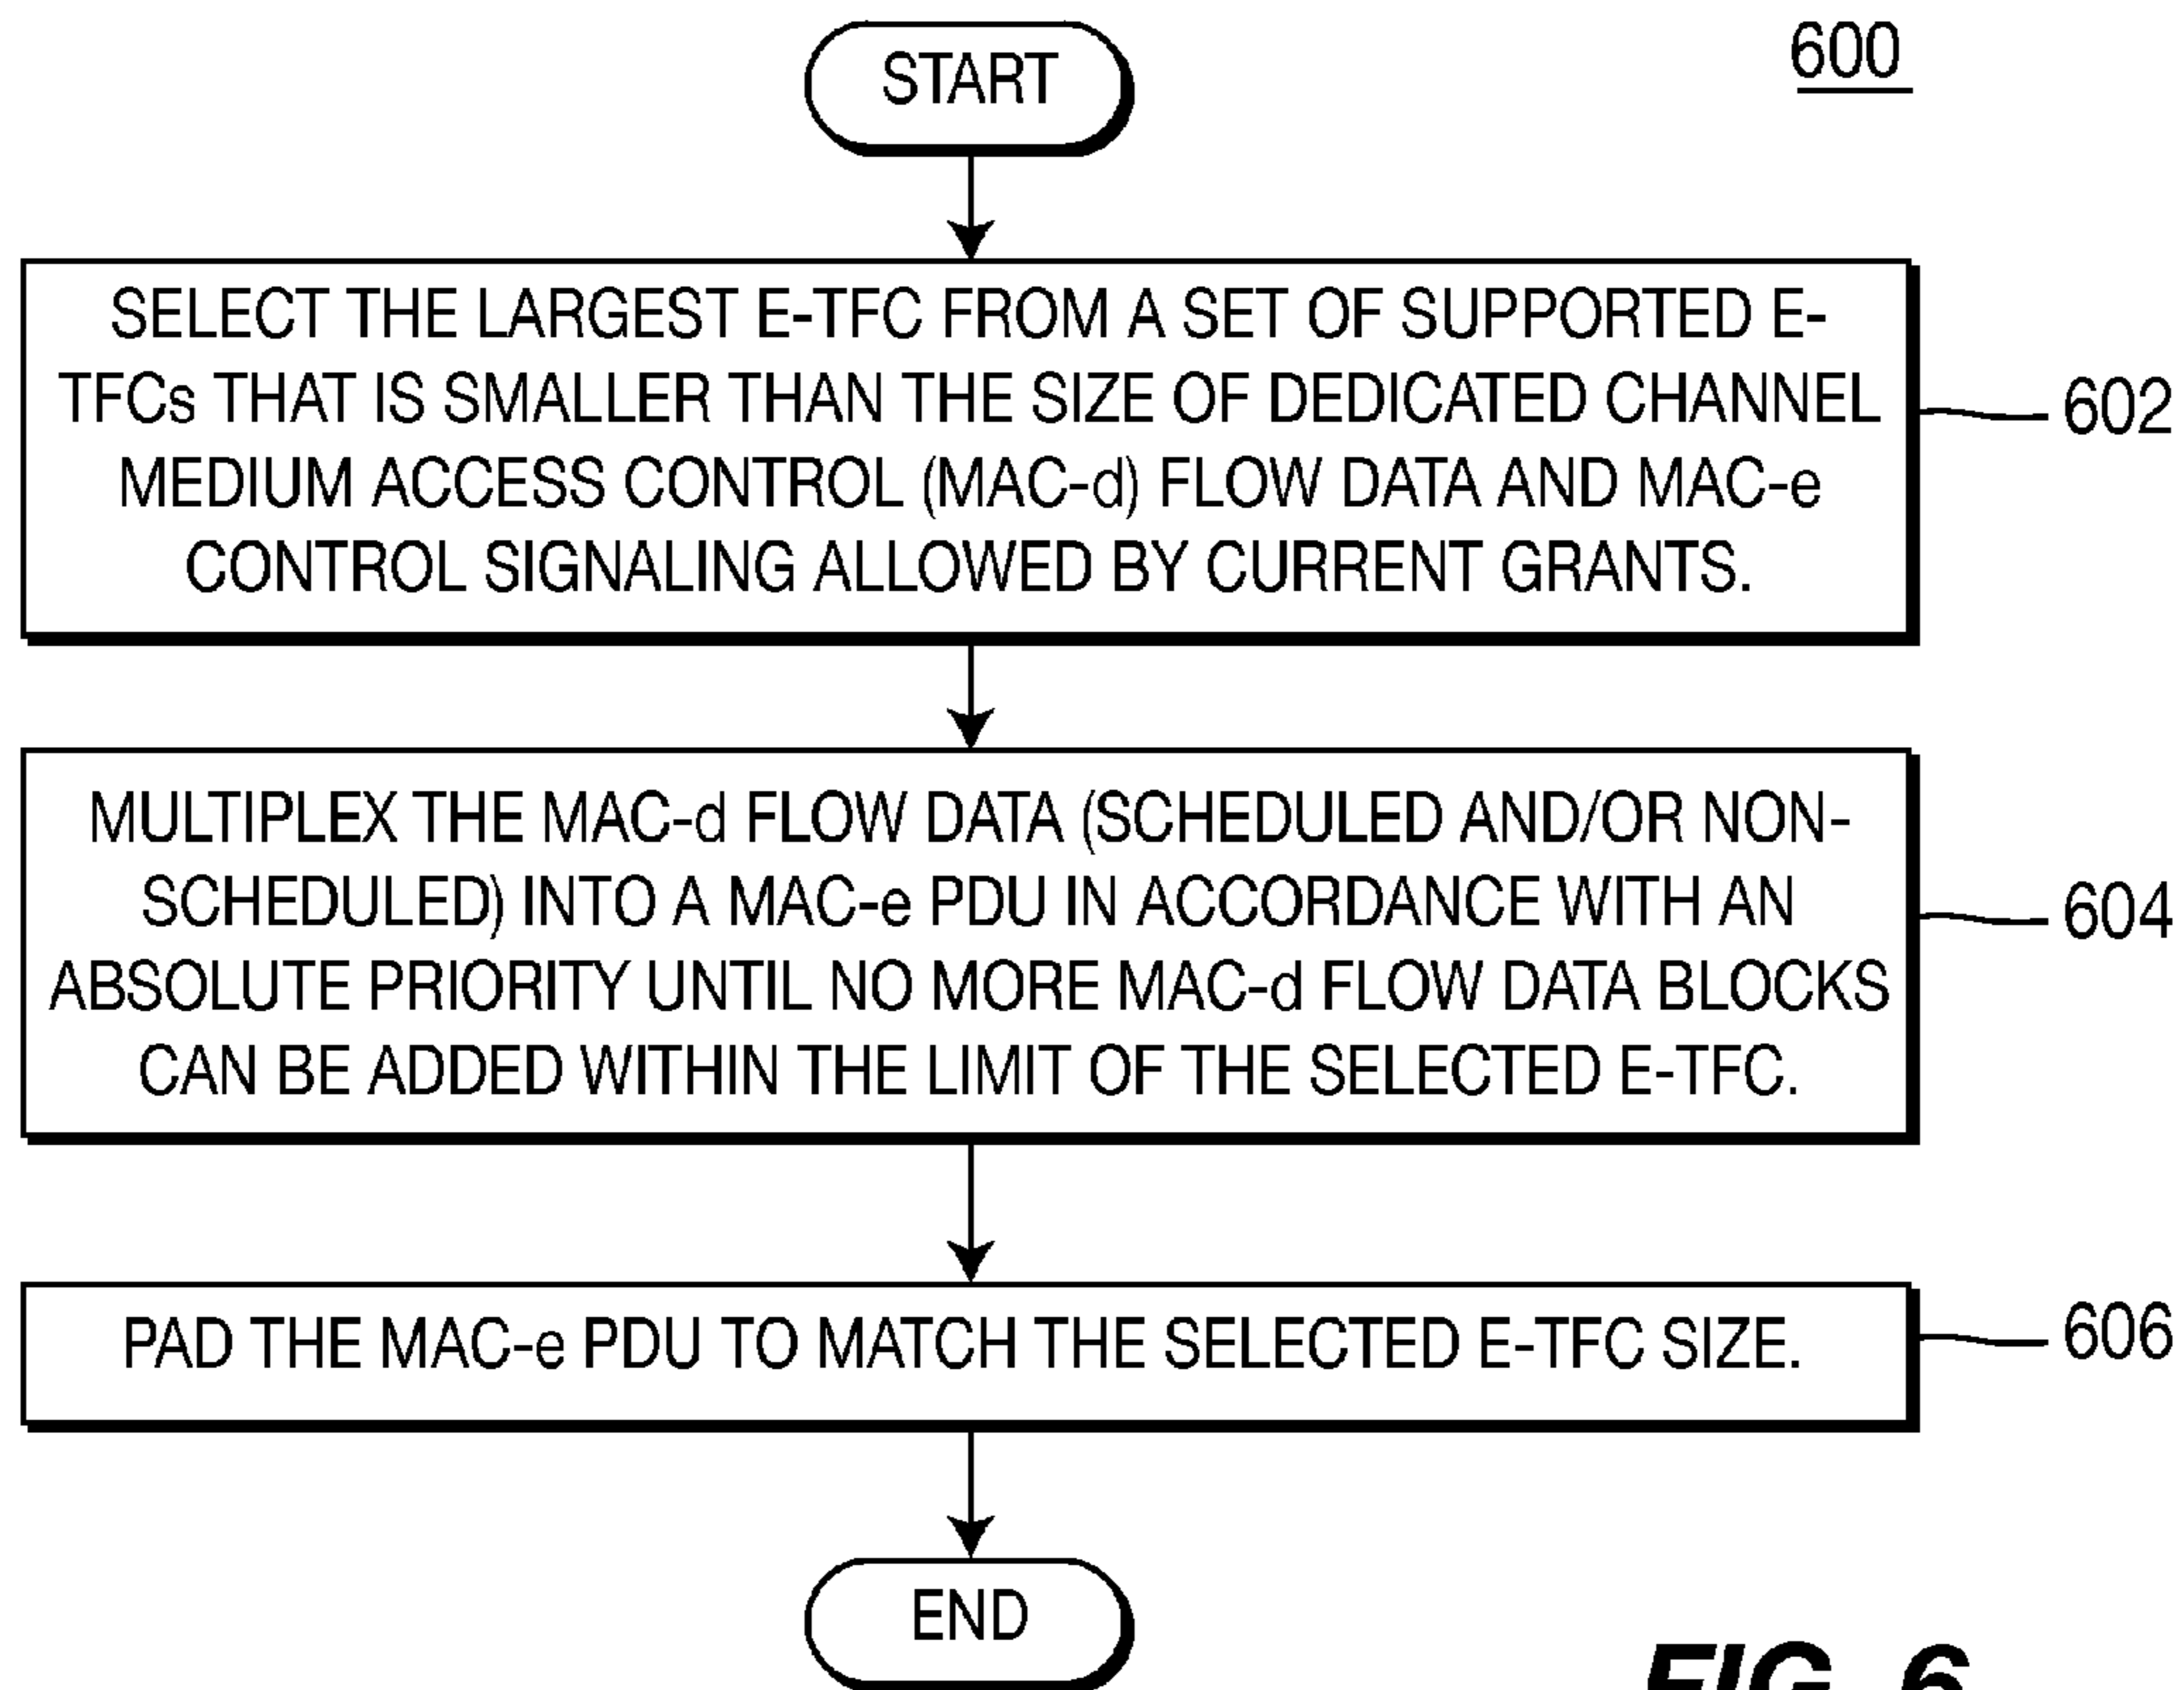 START
600
SELECT THE LARGEST E-TFC FROM A SET OF SUPPORTED E-
TFCs THAT IS SMALLER THAN THE SIZE OF DEDICATED CHANNEL
MEDIUM ACCESS CONTROL (MAC-d) FLOW DATA AND MAC-e
CONTROL SIGNALING ALLOWED BY CURRENT GRANTS.
602
MULTIPLEX THE MAC-d FLOW DATA (SCHEDULED AND/OR NON-
SCHEDULED) INTO A MAC-e PDU IN ACCORDANCE WITH AN
ABSOLUTE PRIORITY UNTIL NO MORE MAC-d FLOW DATA BLOCKS
CAN BE ADDED WITHIN THE LIMIT OF THE SELECTED E-TFC.
604
PAD THE MAC-e PDU TO MATCH THE SELECTED E-TFC SIZE.
606
END
FIG. 6